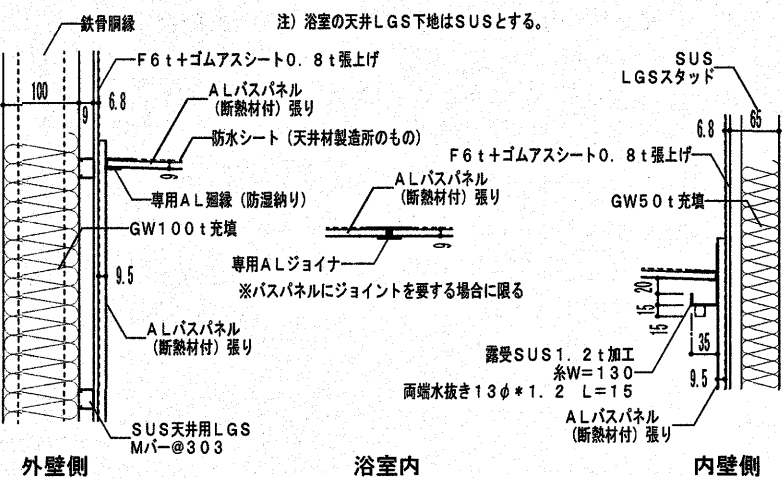 注）浴室の天井ＬＧＳ下地はＳＵＳとする。
鉄骨胴縁
Ｆ６ｔ＋ゴムアスシート０．８ｔ張上げ
100
9
6.8
ＡＬバスパネル
（断熱材付）張り
防水シート（天井材製造所のもの）
9
専用ＡＬ廻縁（防湿納り）
ＧＷ１００ｔ充填
9.5
ＡＬバスパネル
（断熱材付）張り
ＳＵＳ天井用ＬＧＳ
Ｍバー＠３０３
外壁側
ＡＬバスパネル
（断熱材付）張り
9
専用ＡＬジョイナ
※バスパネルにジョイントを要する場合に限る
浴室内
ＳＵＳ
ＬＧＳスタッド
65
6.8
Ｆ６ｔ＋ゴムアスシート０．８ｔ張上げ
ＧＷ５０ｔ充填
20
15
15
35
露受ＳＵＳ１．２ｔ加工
糸Ｗ＝１３０
両端水抜き１３φ＊１．２　Ｌ＝１５
9.5
ＡＬバスパネル
（断熱材付）張り
内壁側